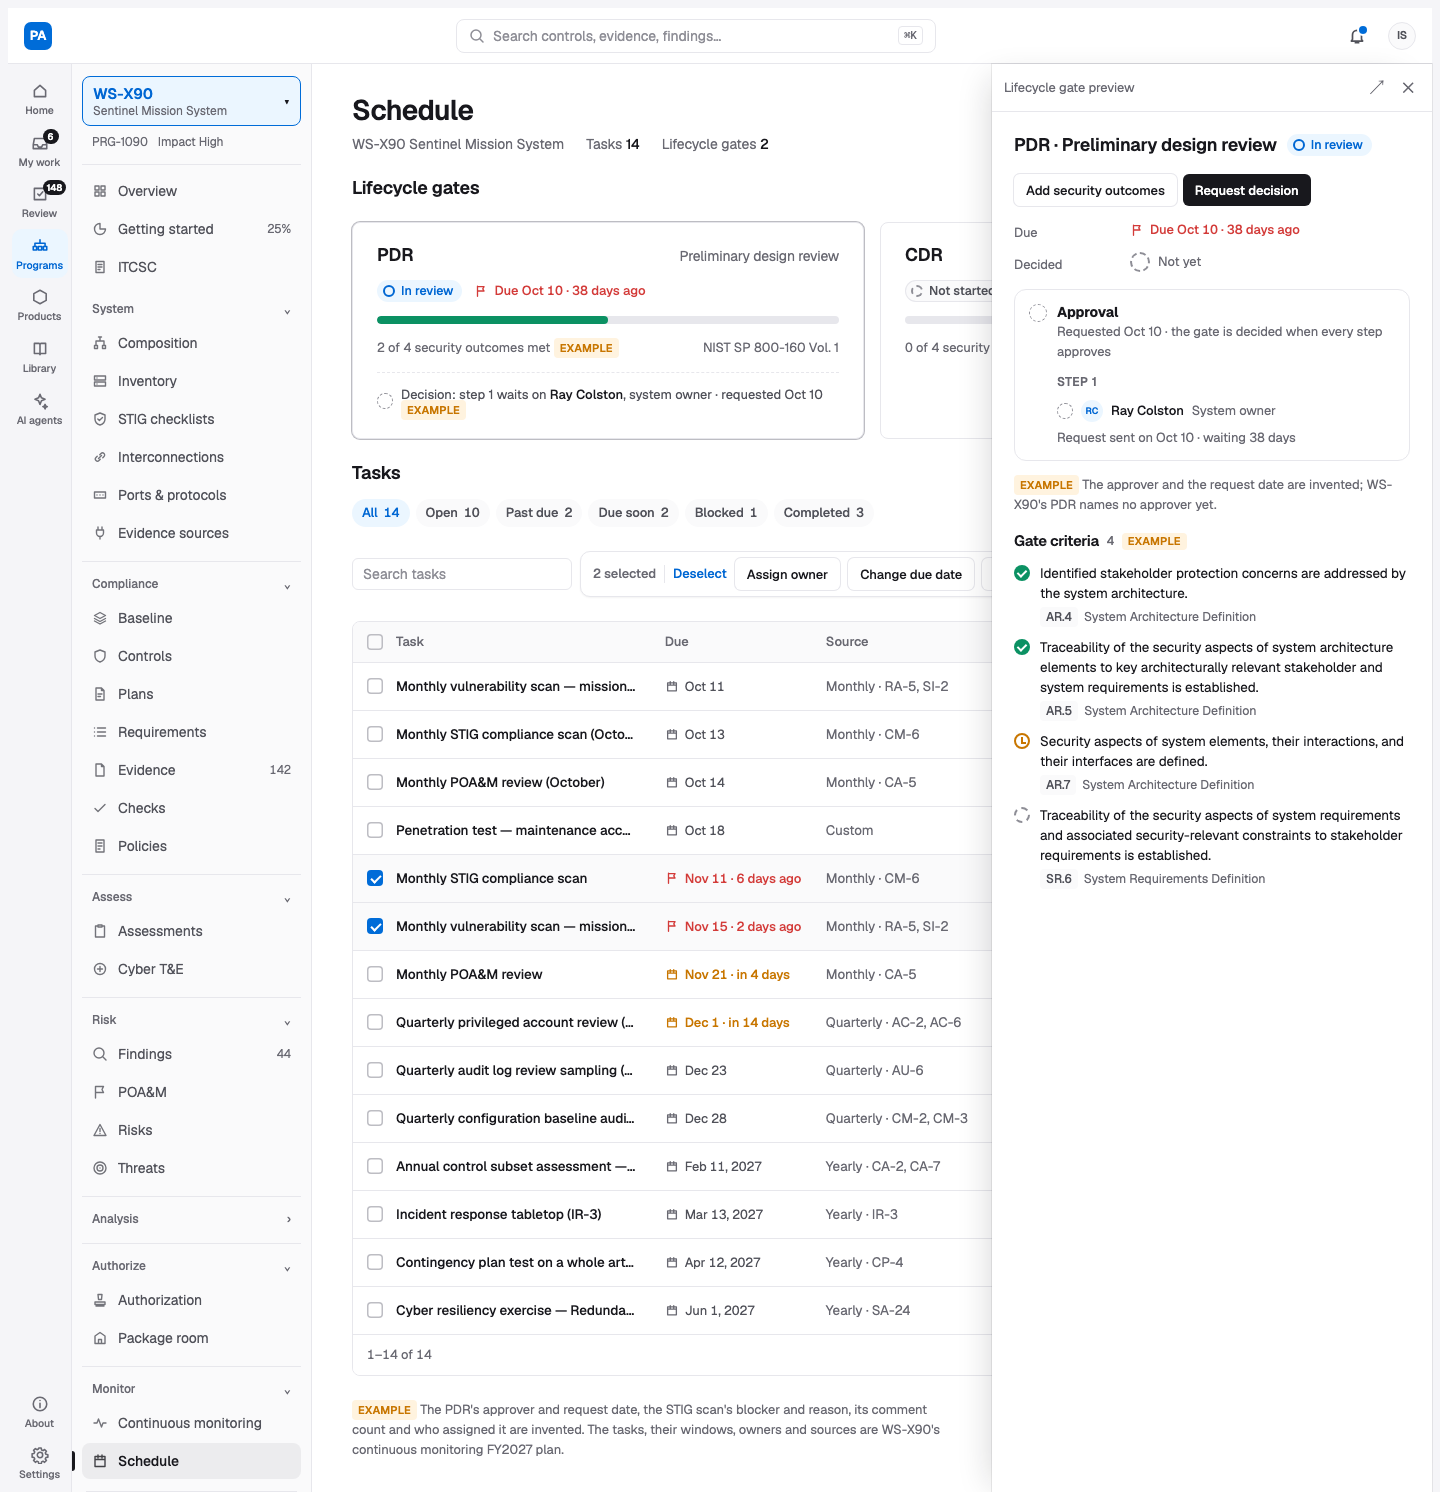 PA
Search controls, evidence, findings...
⌘K
IS
Home
6
My work
148
Review
Programs
Products
Library
AI agents
About
Settings
WS-X90
Sentinel Mission System
PRG-1090 Impact High
Overview
Getting started 25%
ITCSC
System
Composition
Inventory
STIG checklists
Interconnections
Ports & protocols
Evidence sources
Compliance
Baseline
Controls
Plans
Requirements
Evidence 142
Checks
Policies
Assess
Assessments
Cyber T&E
Risk
Findings 44
POA&M
Risks
Threats
Analysis
Authorize
Authorization
Package room
Monitor
Continuous monitoring
Schedule
Schedule
WS-X90 Sentinel Mission System Tasks 14 Lifecycle gates 2
Lifecycle gates
PDR Preliminary design review
In review Due Oct 10 · 38 days ago
2 of 4 security outcomes met EXAMPLE NIST SP 800-160 Vol. 1
Decision: step 1 waits on Ray Colston, system owner · requested Oct 10
EXAMPLE
CDR
Not started
0 of 4 security
Tasks
All 14 Open 10 Past due 2 Due soon 2 Blocked 1 Completed 3
Search tasks 2 selected Deselect Assign owner Change due date
Task Due Source
Monthly vulnerability scan — mission... Oct 11 Monthly · RA-5, SI-2
Monthly STIG compliance scan (Octo... Oct 13 Monthly · CM-6
Monthly POA&M review (October) Oct 14 Monthly · CA-5
Penetration test — maintenance acc... Oct 18 Custom
Monthly STIG compliance scan Nov 11 · 6 days ago Monthly · CM-6
Monthly vulnerability scan — mission... Nov 15 · 2 days ago Monthly · RA-5, SI-2
Monthly POA&M review Nov 21 · in 4 days Monthly · CA-5
Quarterly privileged account review (... Dec 1 · in 14 days Quarterly · AC-2, AC-6
Quarterly audit log review sampling (... Dec 23 Quarterly · AU-6
Quarterly configuration baseline audi... Dec 28 Quarterly · CM-2, CM-3
Annual control subset assessment —... Feb 11, 2027 Yearly · CA-2, CA-7
Incident response tabletop (IR-3) Mar 13, 2027 Yearly · IR-3
Contingency plan test on a whole art... Apr 12, 2027 Yearly · CP-4
Cyber resiliency exercise — Redunda... Jun 1, 2027 Yearly · SA-24
1–14 of 14
EXAMPLE The PDR's approver and request date, the STIG scan's blocker and reason, its comment
count and who assigned it are invented. The tasks, their windows, owners and sources are WS-X90's
continuous monitoring FY2027 plan.
Lifecycle gate preview
PDR · Preliminary design review In review
Add security outcomes Request decision
Due Due Oct 10 · 38 days ago
Decided Not yet
Approval
Requested Oct 10 · the gate is decided when every step
approves
STEP 1
RC Ray Colston System owner
Request sent on Oct 10 · waiting 38 days
EXAMPLE The approver and the request date are invented; WS-
X90's PDR names no approver yet.
Gate criteria 4 EXAMPLE
Identified stakeholder protection concerns are addressed by
the system architecture.
AR.4 System Architecture Definition
Traceability of the security aspects of system architecture
elements to key architecturally relevant stakeholder and
system requirements is established.
AR.5 System Architecture Definition
Security aspects of system elements, their interactions, and
their interfaces are defined.
AR.7 System Architecture Definition
Traceability of the security aspects of system requirements
and associated security-relevant constraints to stakeholder
requirements is established.
SR.6 System Requirements Definition